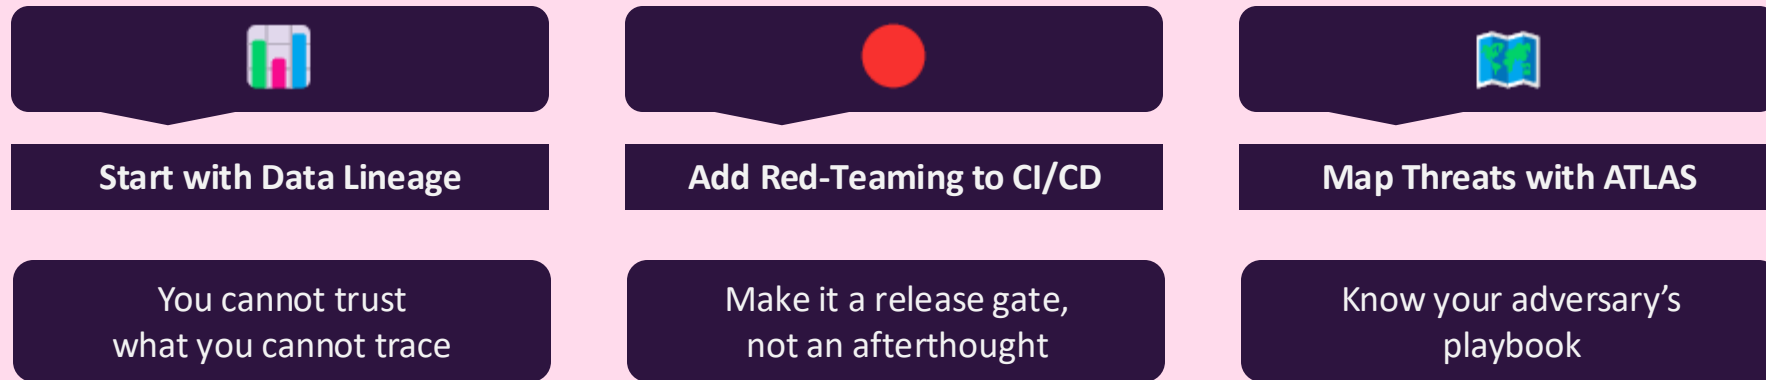 Start with Data Lineage
Add Red-Teaming to CI/CD
Map Threats with ATLAS
You cannot trust
what you cannot trace
Make it a release gate,
not an afterthought
Know your adversary’s
playbook